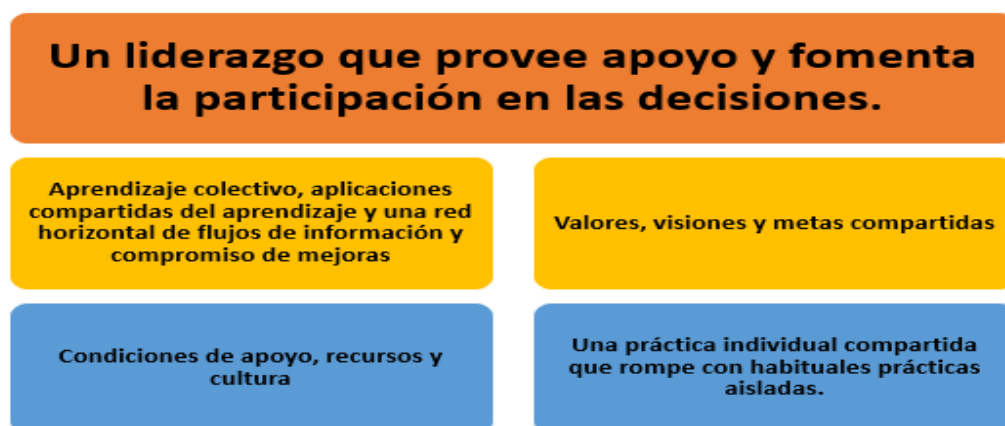 Un liderazgo que provee apoyo y fomenta
la participación en las decisiones.
Aprendizaje colectivo, aplicaciones
compartidas del aprendizaje y una red
horizontal de flujos de información y
compromiso de mejoras
Valores, visiones y metas compartidas
Condiciones de apoyo, recursos y
cultura
Una práctica individual compartida
que rompe con habituales prácticas
aisladas.